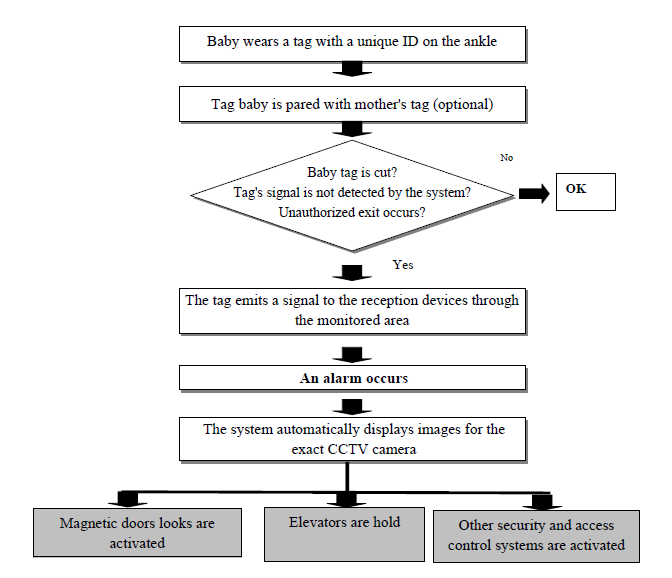 Baby wears a tag with a unique ID on the ankle
Tag baby is pared with mother's tag (optional)
Baby tag is cut?
Tag's signal is not detected by the system?
Unauthorized exit occurs?
No
OK
Yes
The tag emits a signal to the reception devices through
the monitored area
An alarm occurs
The system automatically displays images for the
exact CCTV camera
Magnetic doors looks are
activated
Elevators are hold
Other security and access
control systems are activated